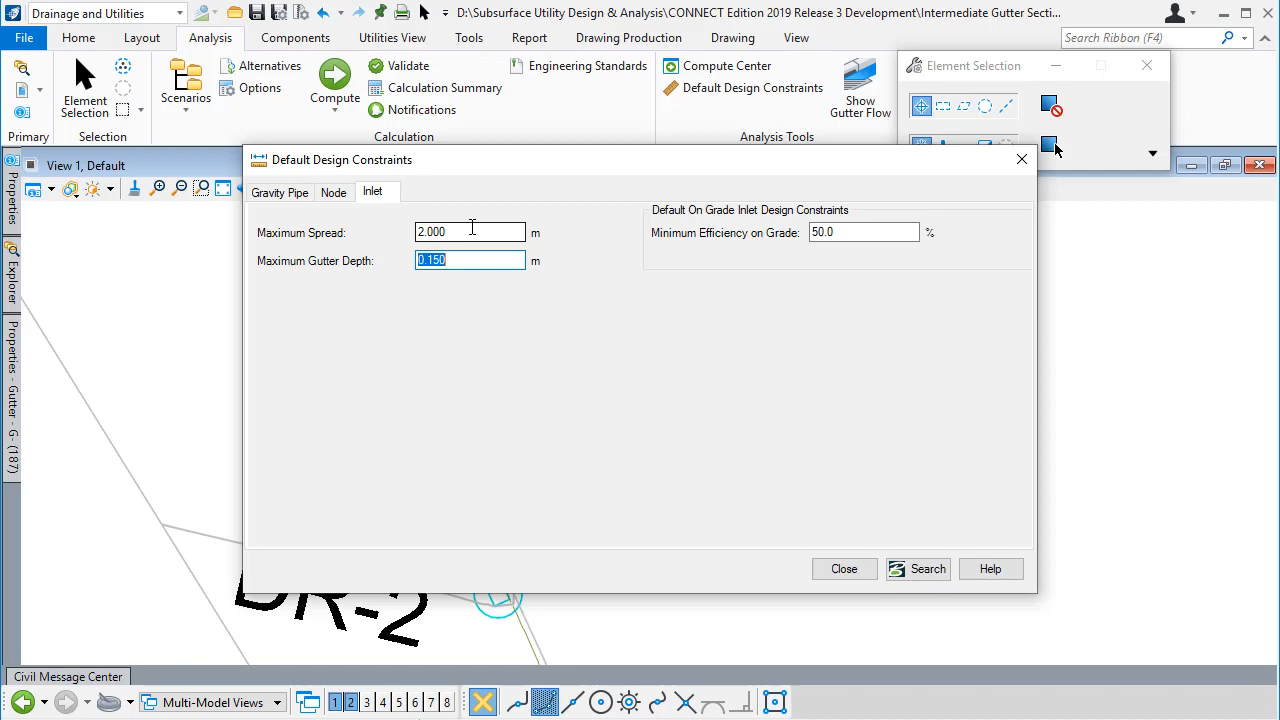 Drainage and Utilities
D:\Subsurface Utility Design & Analysis\CONNECT Edition 2019 Release 3 Development\Intermediate Gutter Secti...
File
Home
Layout
Analysis
Components
Utilities View
Tools
Report
Drawing Production
Drawing
View
Search Ribbon (F4)
Primary
Element
Selection
Selection
Scenarios
Alternatives
Options
Compute
Validate
Calculation Summary
Notifications
Calculation
Engineering Standards
Compute Center
Default Design Constraints
Analysis Tools
Show
Gutter Flow
Element Selection
View 1, Default
Properties
Explorer
Properties - Gutter - G- (187)
Default Design Constraints
Gravity Pipe
Node
Inlet
Maximum Spread: 2.000 m
Maximum Gutter Depth: 0.150 m
Default On Grade Inlet Design Constraints
Minimum Efficiency on Grade: 50.0 %
Close
Search
Help
DR-2
Civil Message Center
Multi-Model Views
1 2 3 4 5 6 7 8